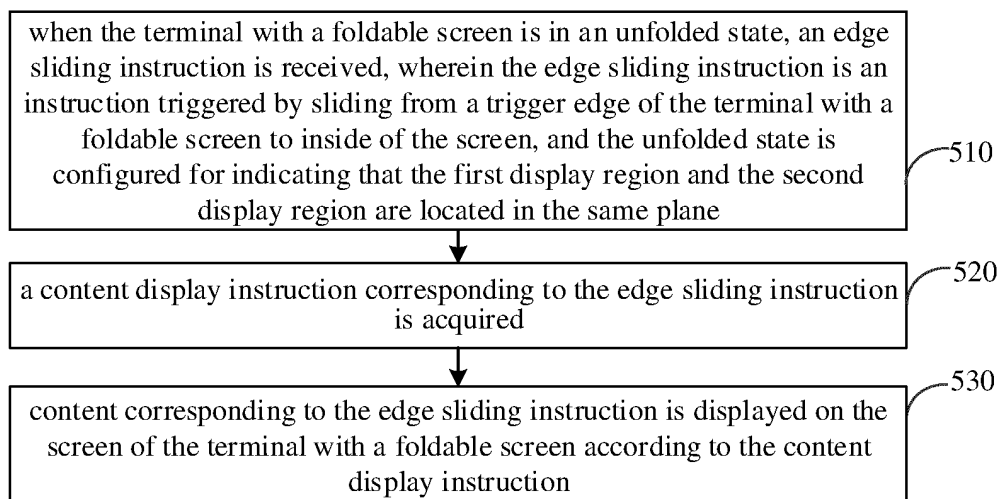 when the terminal with a foldable screen is in an unfolded state, an edge
sliding instruction is received, wherein the edge sliding instruction is an
instruction triggered by sliding from a trigger edge of the terminal with a
foldable screen to inside of the screen, and the unfolded state is
configured for indicating that the first display region and the second
display region are located in the same plane
510
a content display instruction corresponding to the edge sliding instruction
is acquired
520
content corresponding to the edge sliding instruction is displayed on the
screen of the terminal with a foldable screen according to the content
display instruction
530